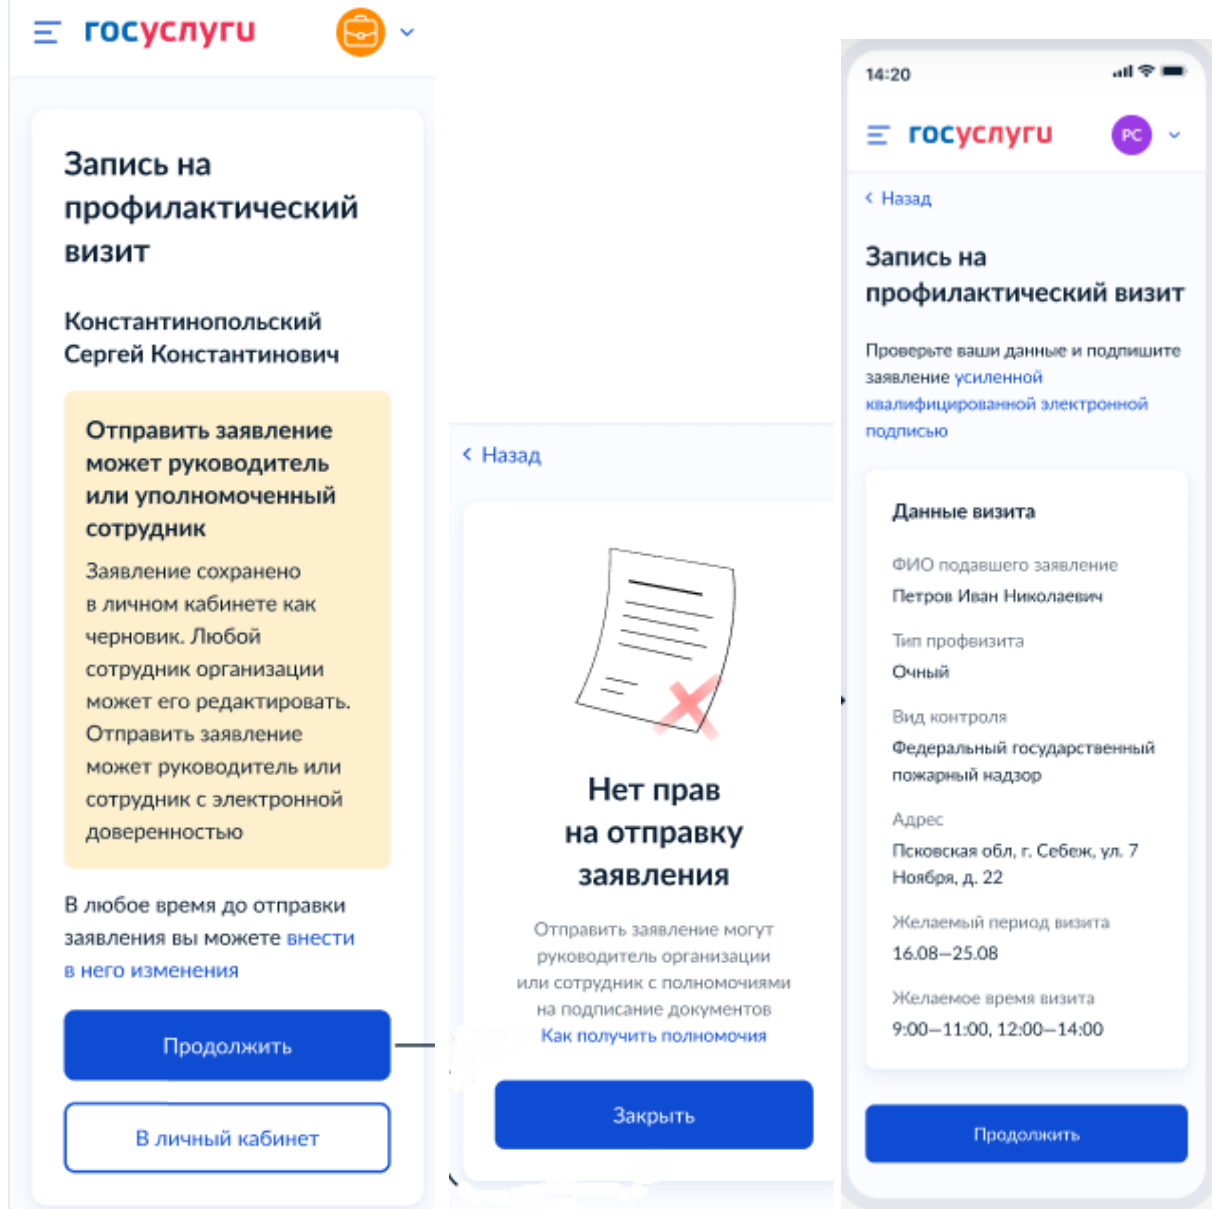 госуслуги
Запись на
профилактический
визит
Константинопольский
Сергей Константинович
Отправить заявление
может руководитель
или уполномоченный
сотрудник
Заявление сохранено
в личном кабинете как
черновик. Любой
сотрудник организации
может его редактировать.
Отправить заявление
может руководитель или
сотрудник с электронной
доверенностью
В любое время до отправки
заявления вы можете внести
в него изменения
Продолжить
В личный кабинет
Назад
Нет прав
на отправку
заявления
Отправить заявление могут
руководитель организации
или сотрудник с полномочиями
на подписание документов
Как получить полномочия
Закрыть
14:20
госуслуги
РС
Назад
Запись на
профилактический визит
Проверьте ваши данные и подпишите
заявление усиленной
квалифицированной электронной
подписью
Данные визита
ФИО подавшего заявление
Петров Иван Николаевич
Тип профвизита
Очный
Вид контроля
Федеральный государственный
пожарный надзор
Адрес
Псковская обл, г. Себеж, ул. 7
Ноября, д. 22
Желаемый период визита
16.08—25.08
Желаемое время визита
9:00—11:00, 12:00—14:00
Продолжить